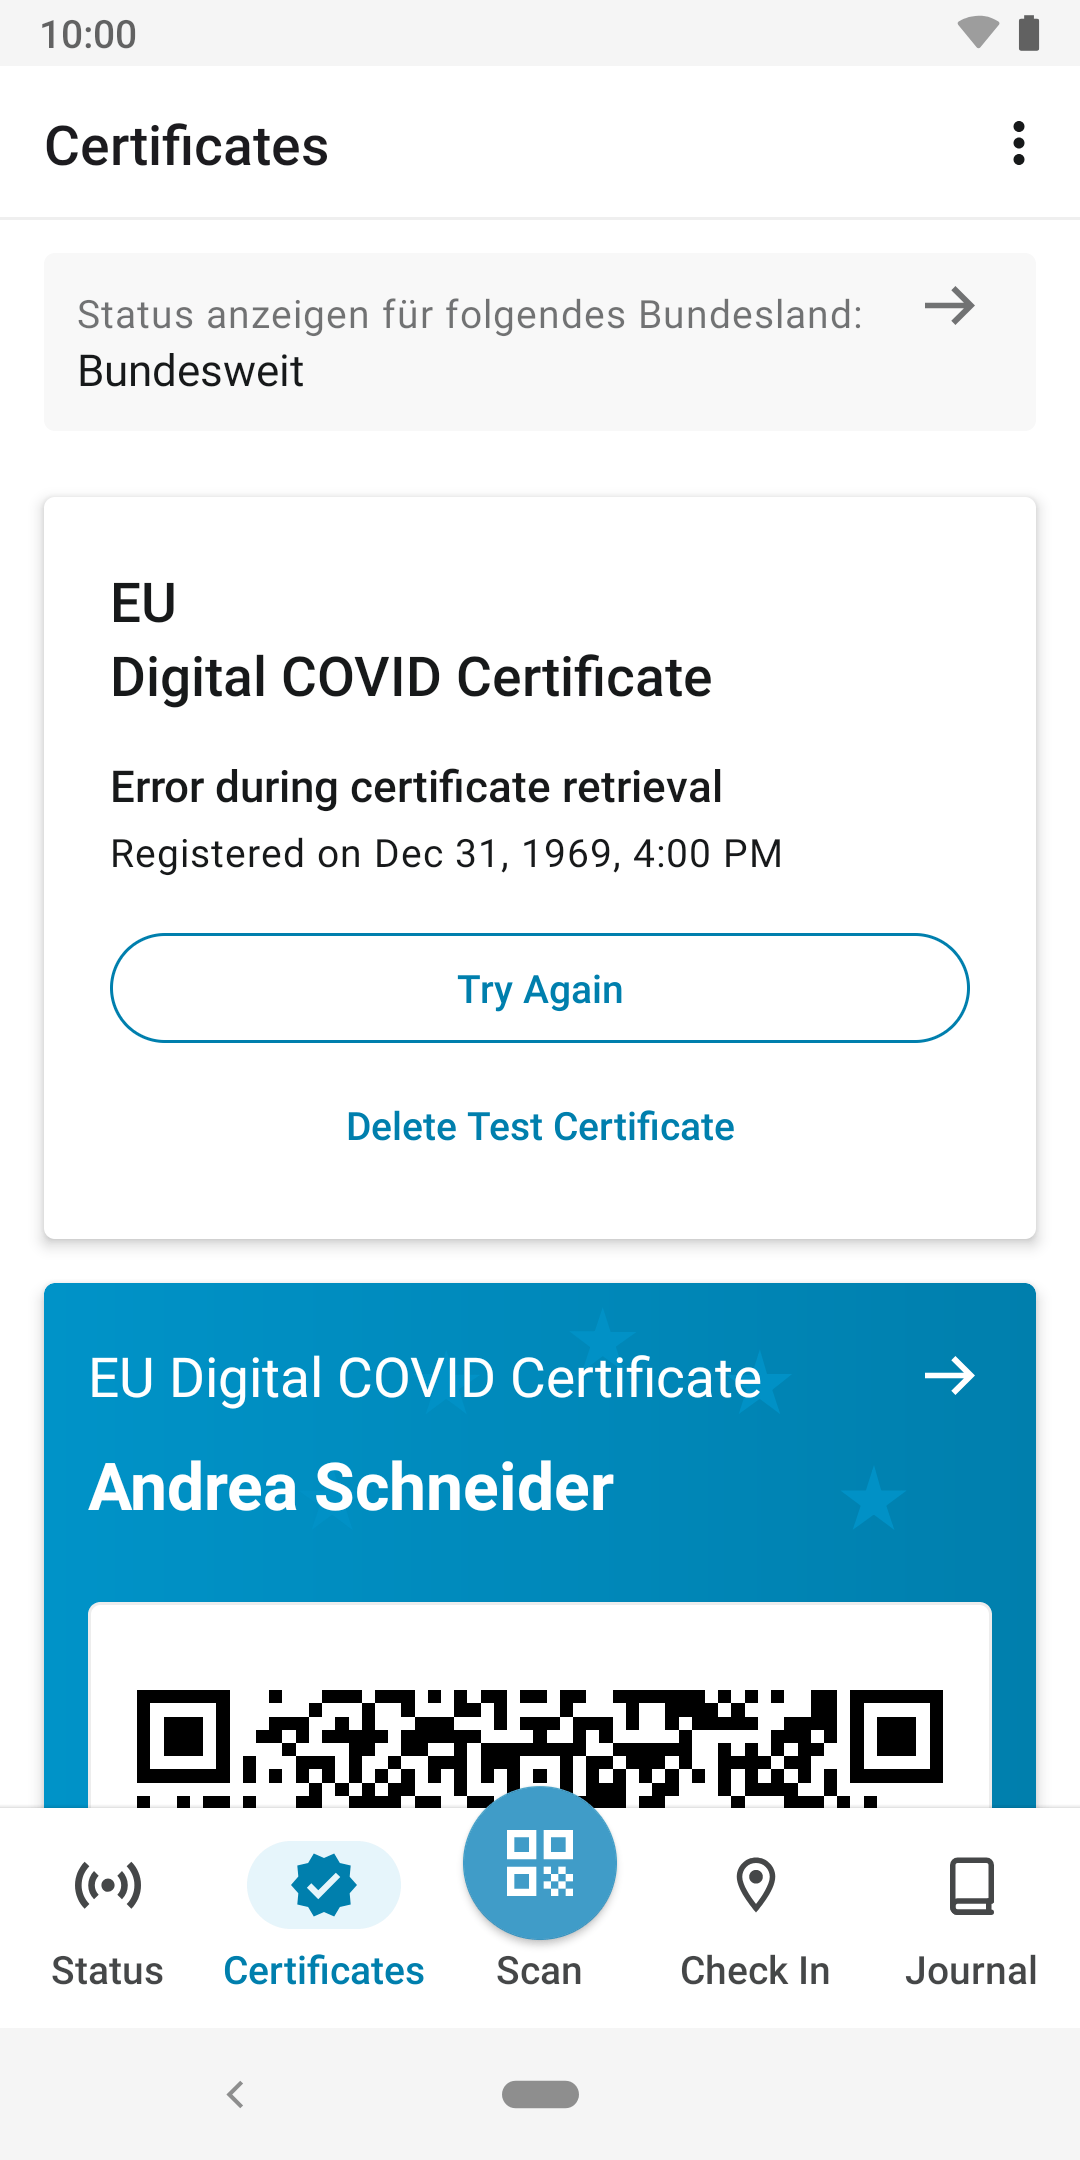 10:00
Certificates
Status anzeigen für folgendes Bundesland:
Bundesweit
EU
Digital COVID Certificate
Error during certificate retrieval
Registered on Dec 31, 1969, 4:00 PM
Try Again
Delete Test Certificate
EU Digital COVID Certificate
Andrea Schneider
Status
Certificates
Scan
Check In
Journal